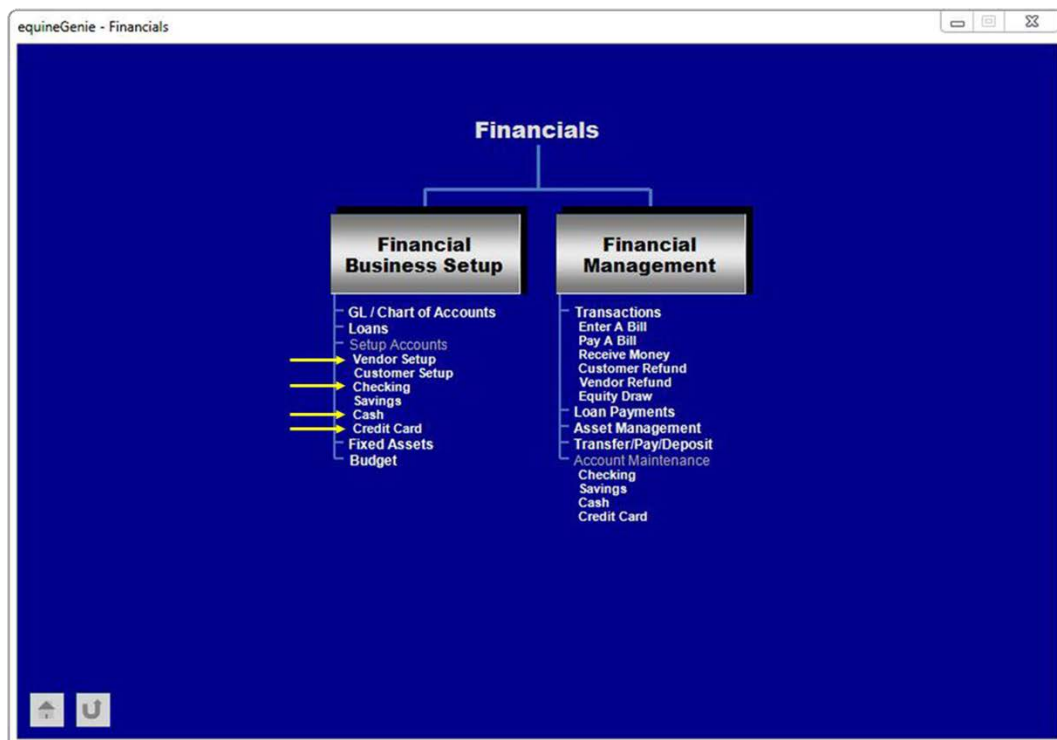 equineGenie - Financials
Financials
Financial
Business Setup
GL / Chart of Accounts
Loans
Setup Accounts
Vendor Setup
Customer Setup
Checking
Savings
Cash
Credit Card
Fixed Assets
Budget
Financial
Management
Transactions
Enter A Bill
Pay A Bill
Receive Money
Customer Refund
Vendor Refund
Equity Draw
Loan Payments
Asset Management
Transfer/Pay/Deposit
Account Maintenance
Checking
Savings
Cash
Credit Card